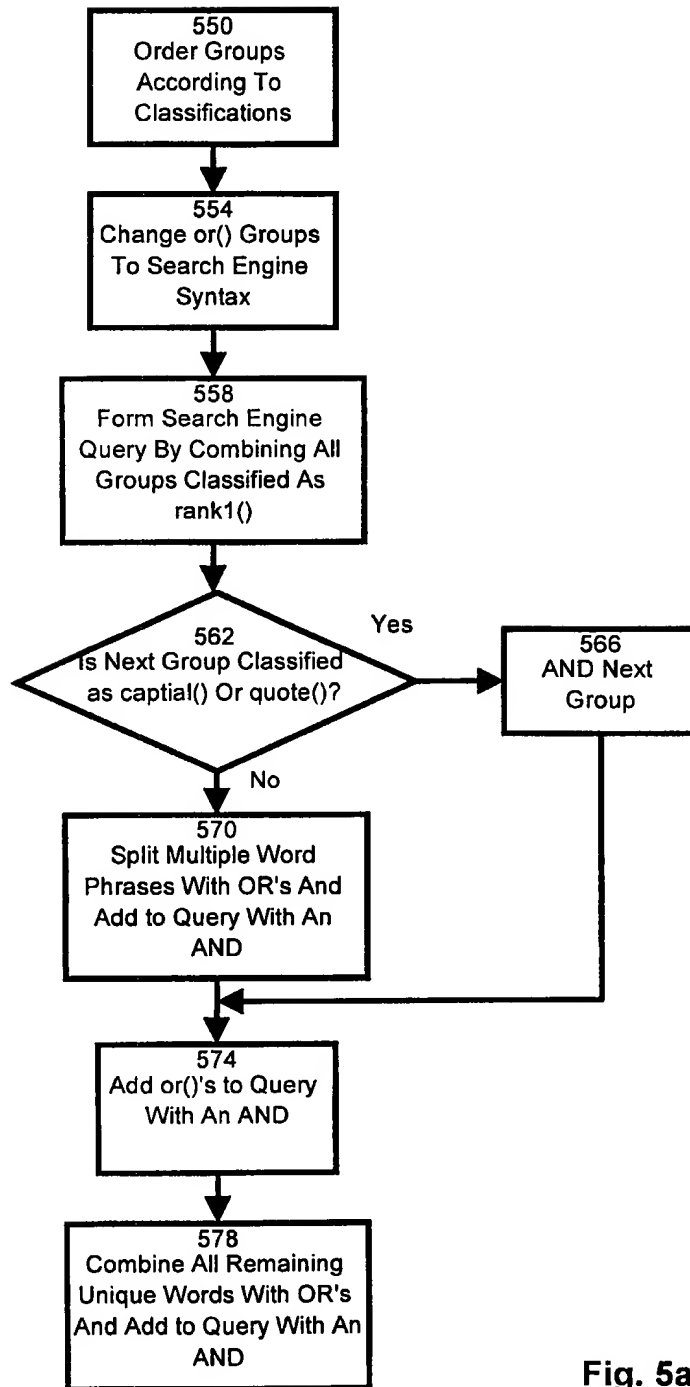 550
Order Groups
According To
Classifications
554
Change or() Groups
To Search Engine
Syntax
558
Form Search Engine
Query By Combining All
Groups Classified As
rank1()
562
Is Next Group Classified
as captial() Or quote()?
Yes
566
AND Next
Group
No
570
Split Multiple Word
Phrases With OR's And
Add to Query With An
AND
574
Add or()'s to Query
With An AND
578
Combine All Remaining
Unique Words With OR's
And Add to Query With An
AND
Fig. 5a